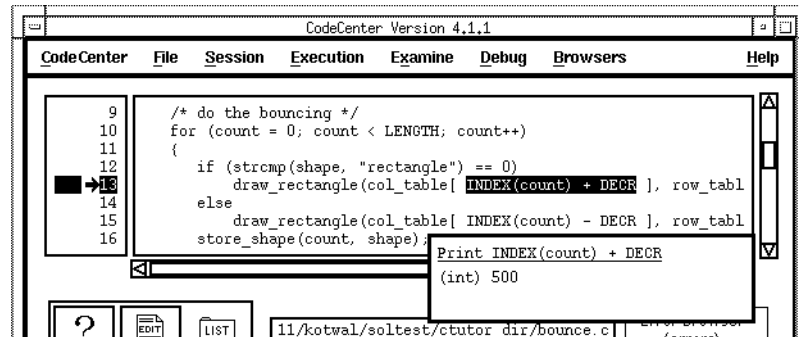 CodeCenter Version 4.1.1
CodeCenter File Session Execution Examine Debug Browsers Help
9 /* do the bouncing */
10 for (count = 0; count < LENGTH; count++)
11 {
12 if (strcmp(shape, "rectangle") == 0)
13 draw_rectangle(col_table[ INDEX(count) + DECR ], row_tabl
14 else
15 draw_rectangle(col_table[ INDEX(count) - DECR ], row_tabl
16 store_shape(count, shape);
Print INDEX(count) + DECR
(int) 500
?
EDIT
LIST
11/kotwal/soltest/ctutor_dir/bounce.c
Error Browser